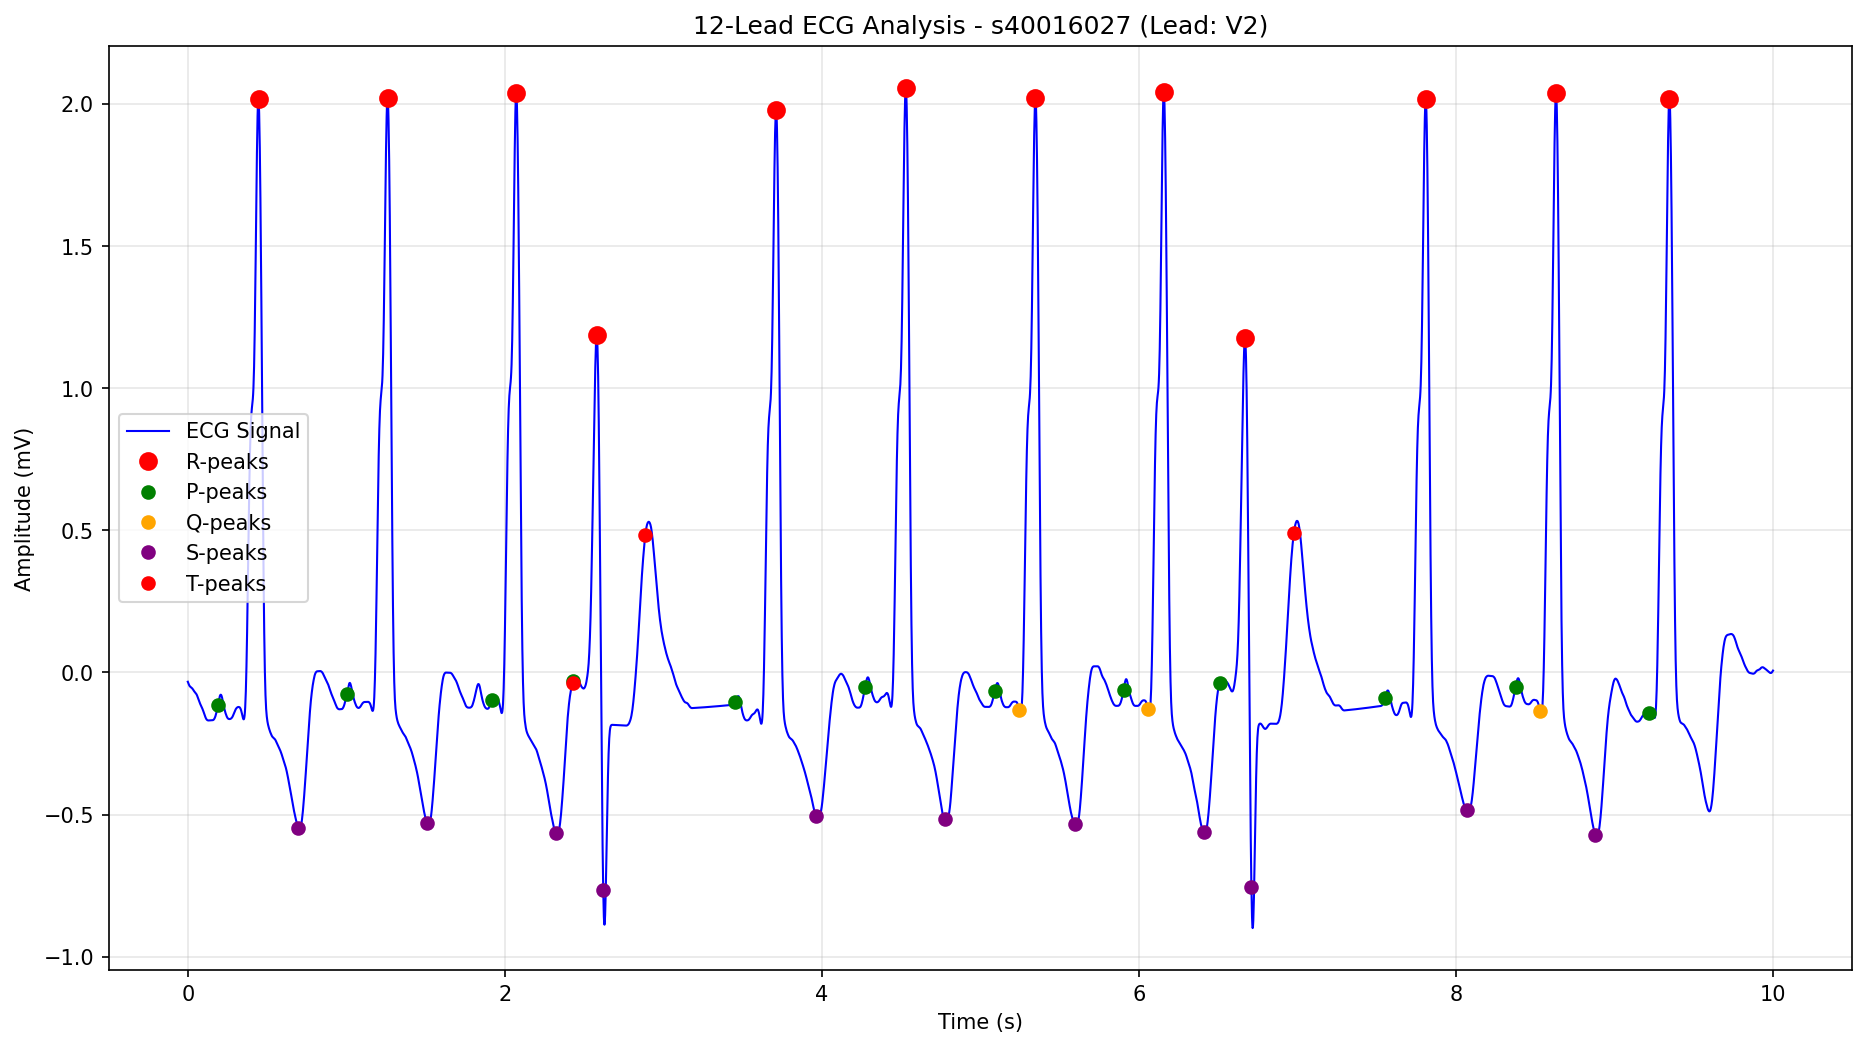 12-Lead ECG Analysis - s40016027 (Lead: V2)
Amplitude (mV)
2.0
1.5
1.0
0.5
0.0
−0.5
−1.0
ECG Signal
R-peaks
P-peaks
Q-peaks
S-peaks
T-peaks
0
2
4
6
8
10
Time (s)